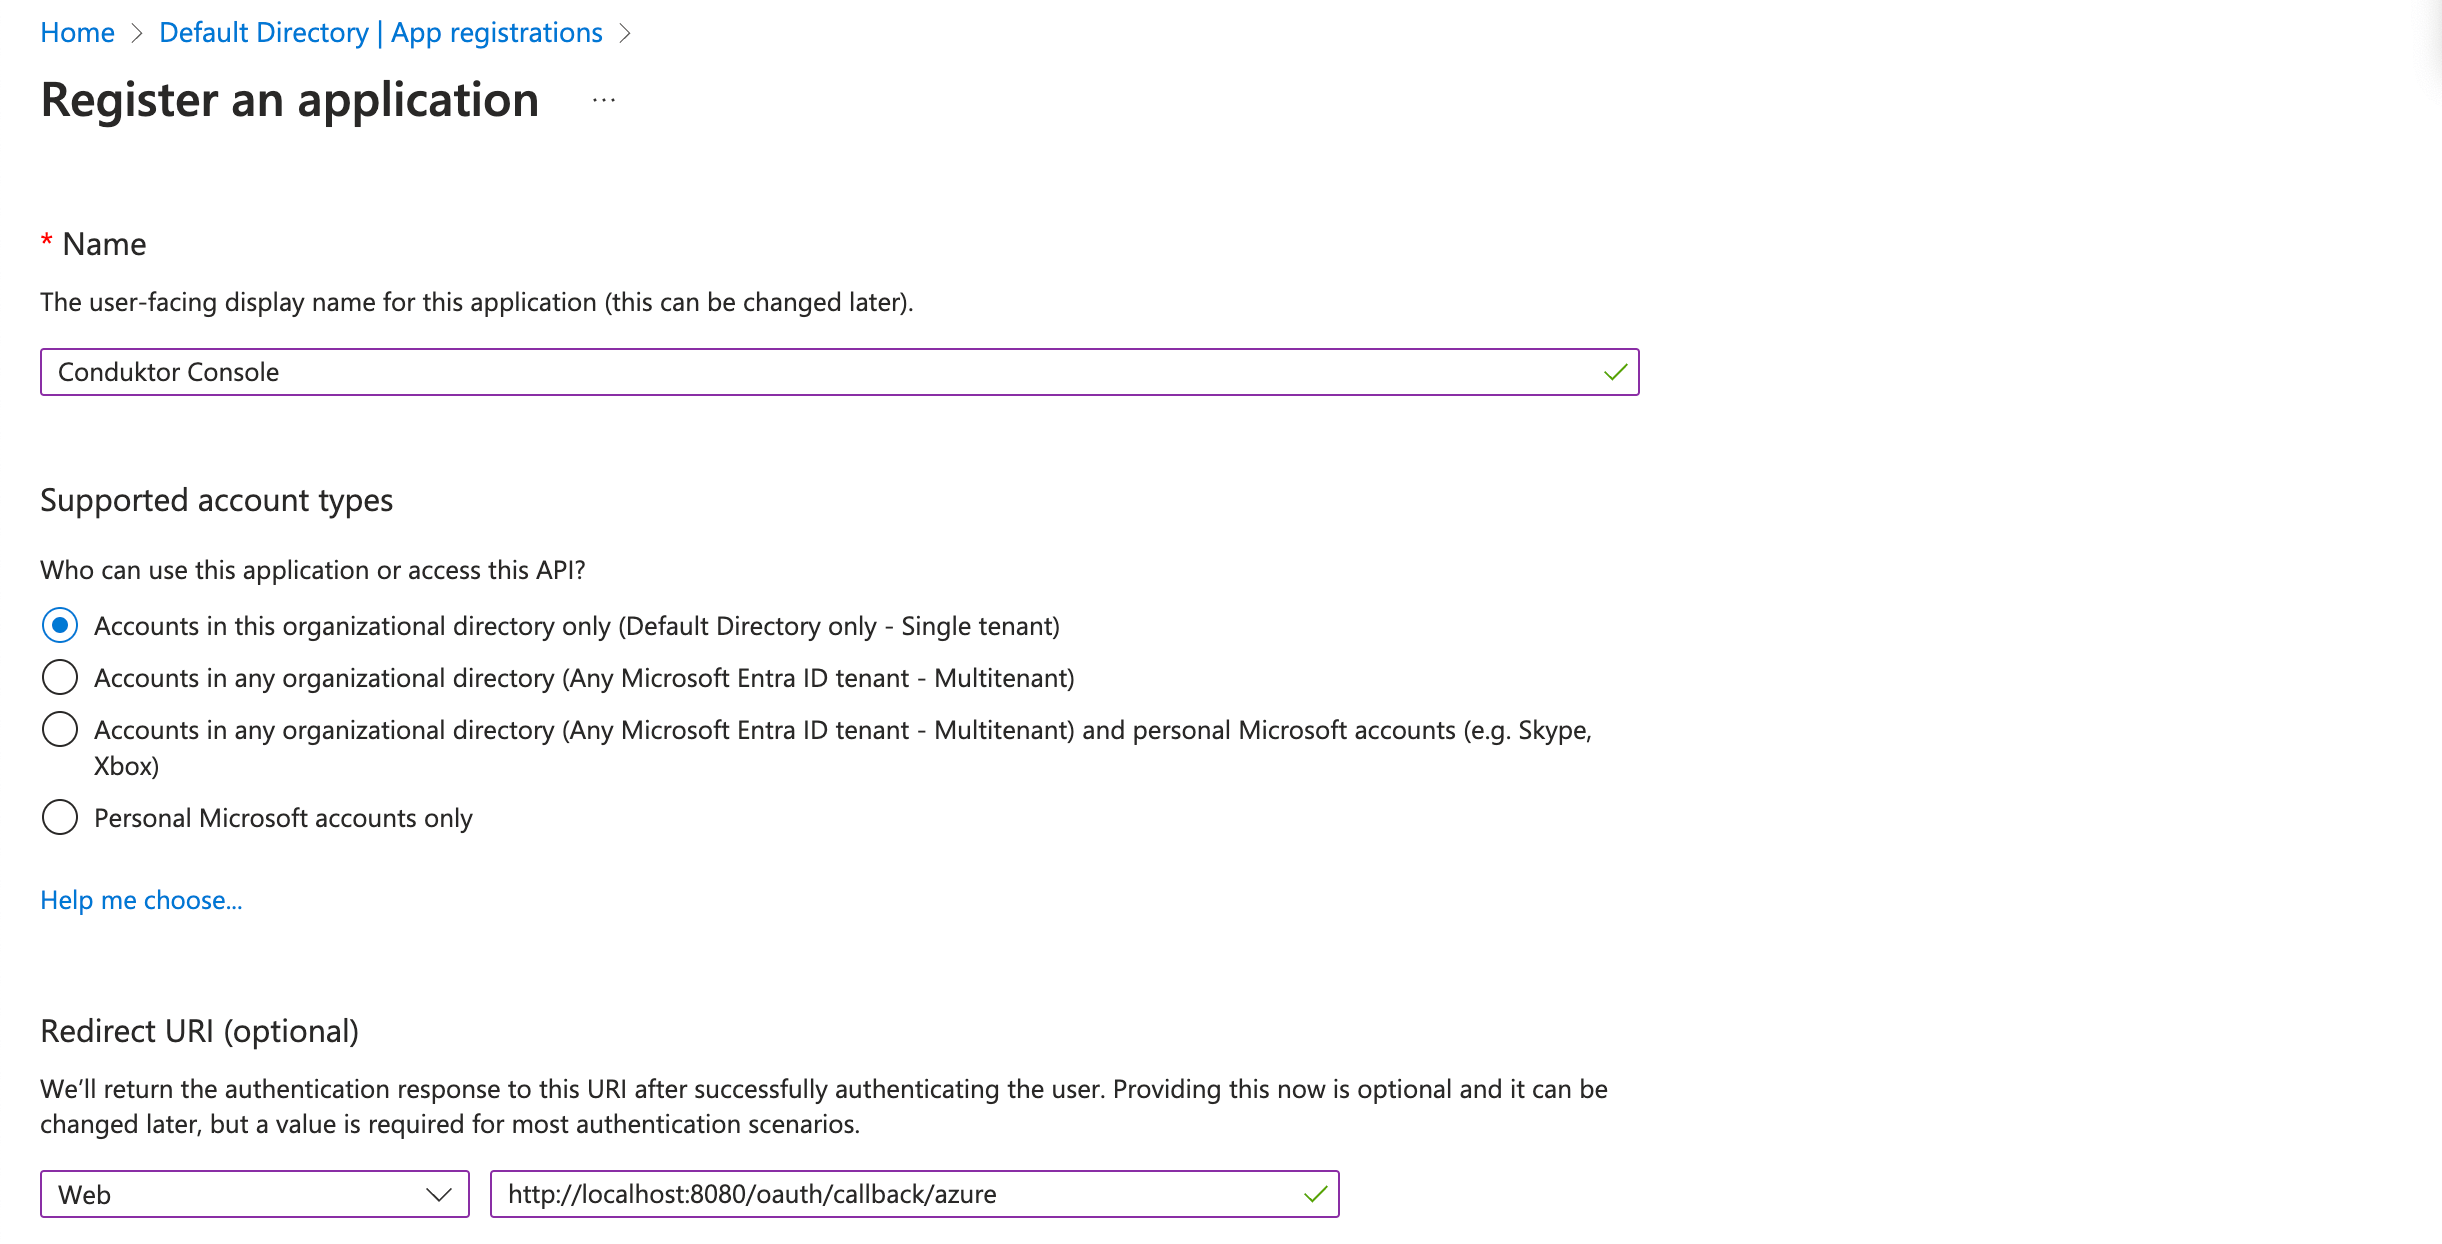 Home > Default Directory | App registrations >
Register an application ...
* Name
The user-facing display name for this application (this can be changed later).
Conduktor Console
Supported account types
Who can use this application or access this API?
Accounts in this organizational directory only (Default Directory only - Single tenant)
Accounts in any organizational directory (Any Microsoft Entra ID tenant - Multitenant)
Accounts in any organizational directory (Any Microsoft Entra ID tenant - Multitenant) and personal Microsoft accounts (e.g. Skype,
Xbox)
Personal Microsoft accounts only
Help me choose...
Redirect URI (optional)
We’ll return the authentication response to this URI after successfully authenticating the user. Providing this now is optional and it can be
changed later, but a value is required for most authentication scenarios.
Web http://localhost:8080/oauth/callback/azure